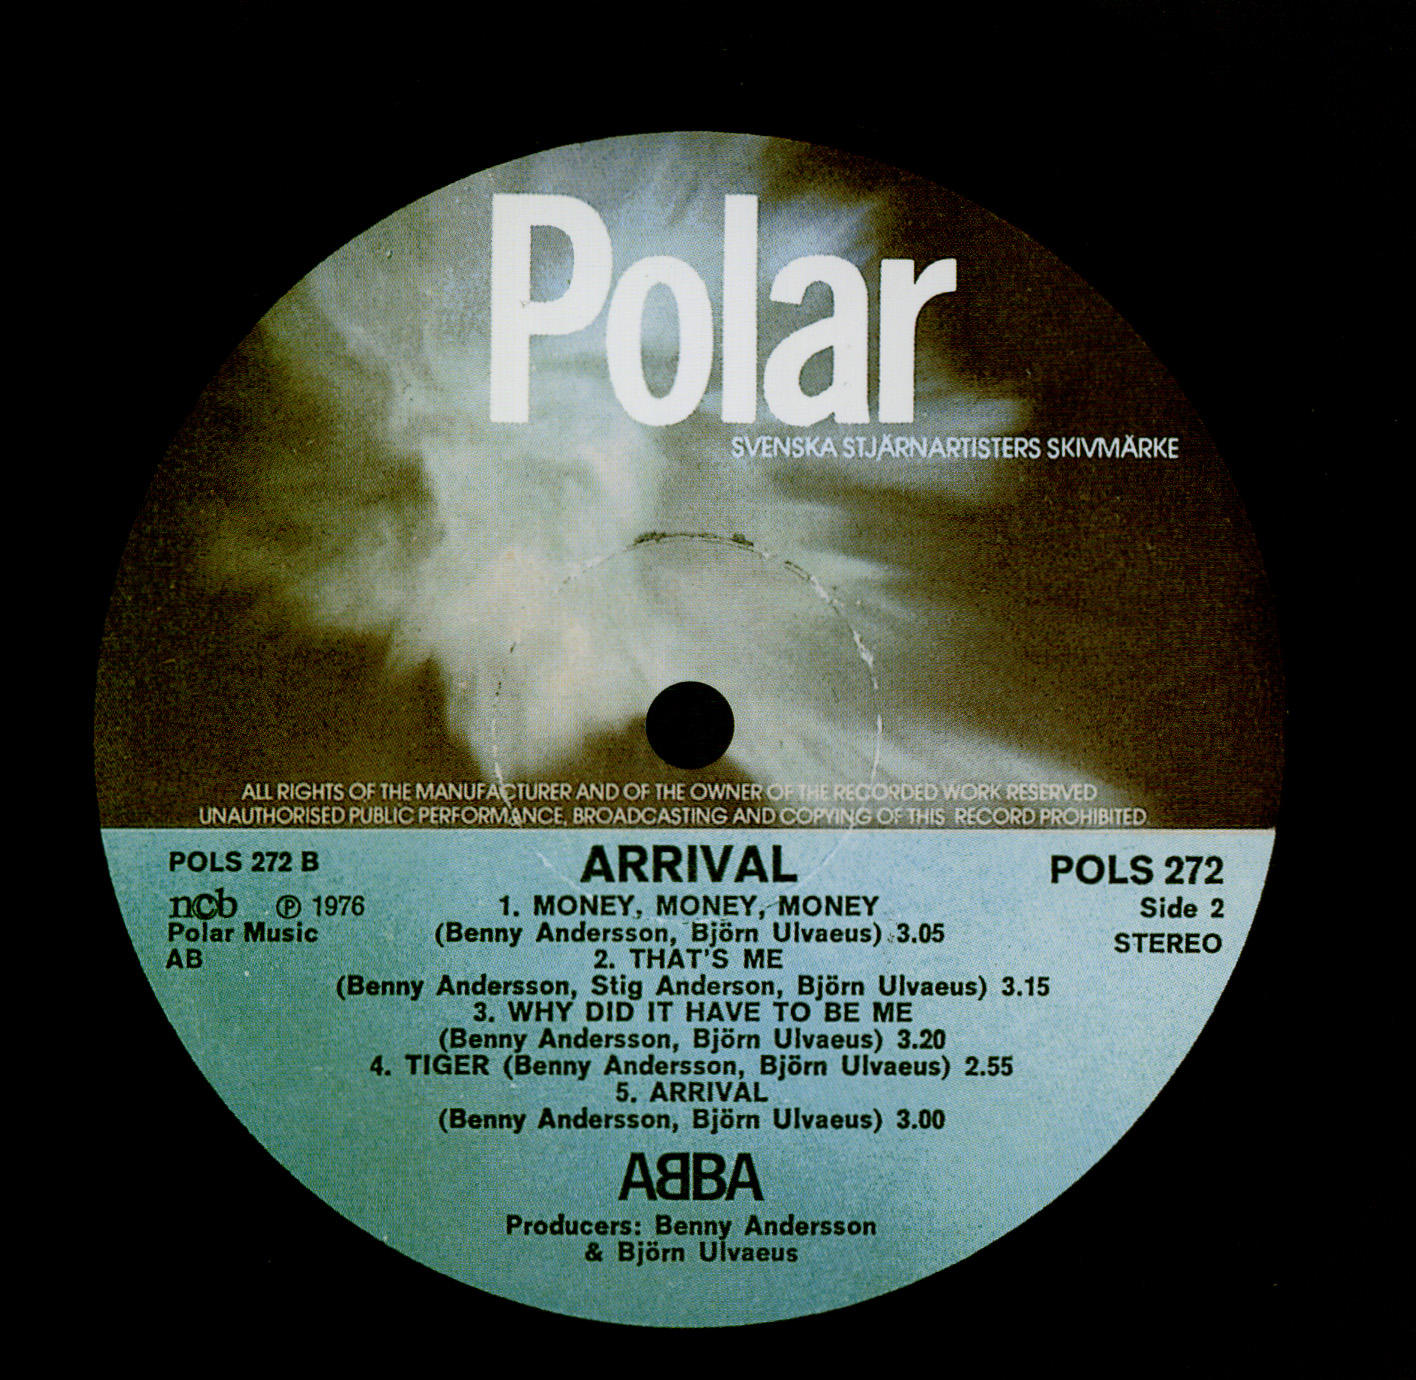 Polar
SVENSKA STJÄRNARTISTERS SKIVMÄRKE
ALL RIGHTS OF THE MANUFACTURER AND OF THE OWNER OF THE RECORDED WORK RESERVED
UNAUTHORISED PUBLIC PERFORMANCE, BROADCASTING AND COPYING OF THIS RECORD PROHIBITED.
POLS 272 B
ncb ℗ 1976
Polar Music
AB
ARRIVAL
POLS 272
Side 2
STEREO
1. MONEY, MONEY, MONEY
(Benny Andersson, Björn Ulvaeus) 3.05
2. THAT'S ME
(Benny Andersson, Stig Anderson, Björn Ulvaeus) 3.15
3. WHY DID IT HAVE TO BE ME
(Benny Andersson, Björn Ulvaeus) 3.20
4. TIGER (Benny Andersson, Björn Ulvaeus) 2.55
5. ARRIVAL
(Benny Andersson, Björn Ulvaeus) 3.00
ABBA
Producers: Benny Andersson
& Björn Ulvaeus